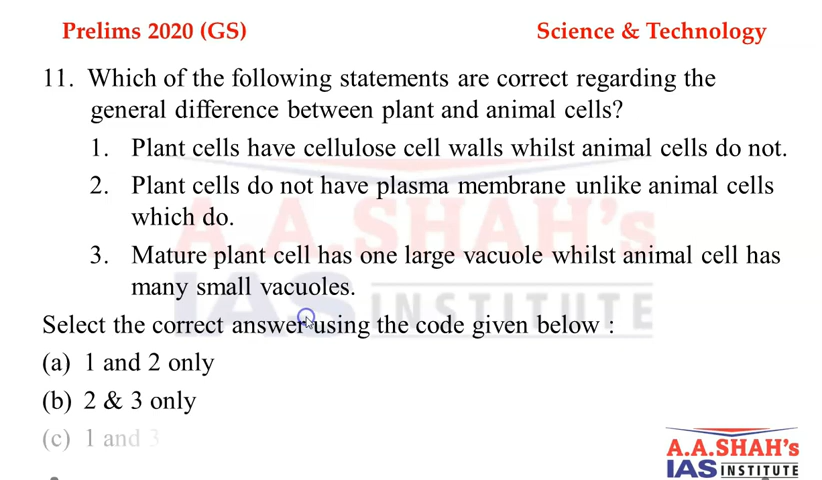 Prelims 2020 (GS) Science & Technology
11. Which of the following statements are correct regarding the
general difference between plant and animal cells?
1. Plant cells have cellulose cell walls whilst animal cells do not.
2. Plant cells do not have plasma membrane unlike animal cells
which do.
3. Mature plant cell has one large vacuole whilst animal cell has
many small vacuoles.
Select the correct answer using the code given below :
(a) 1 and 2 only
(b) 2 & 3 only
(c) 1 and 3
A.A.SHAH's
IAS INSTITUTE
A.A.SHAH's
IAS INSTITUTE